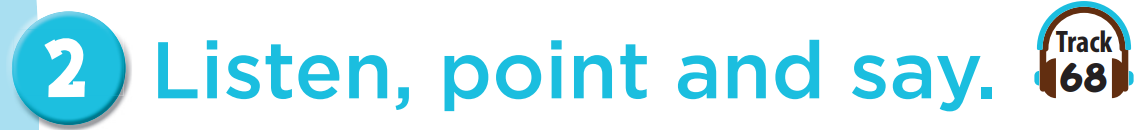 2 Listen, point and say. Track 68